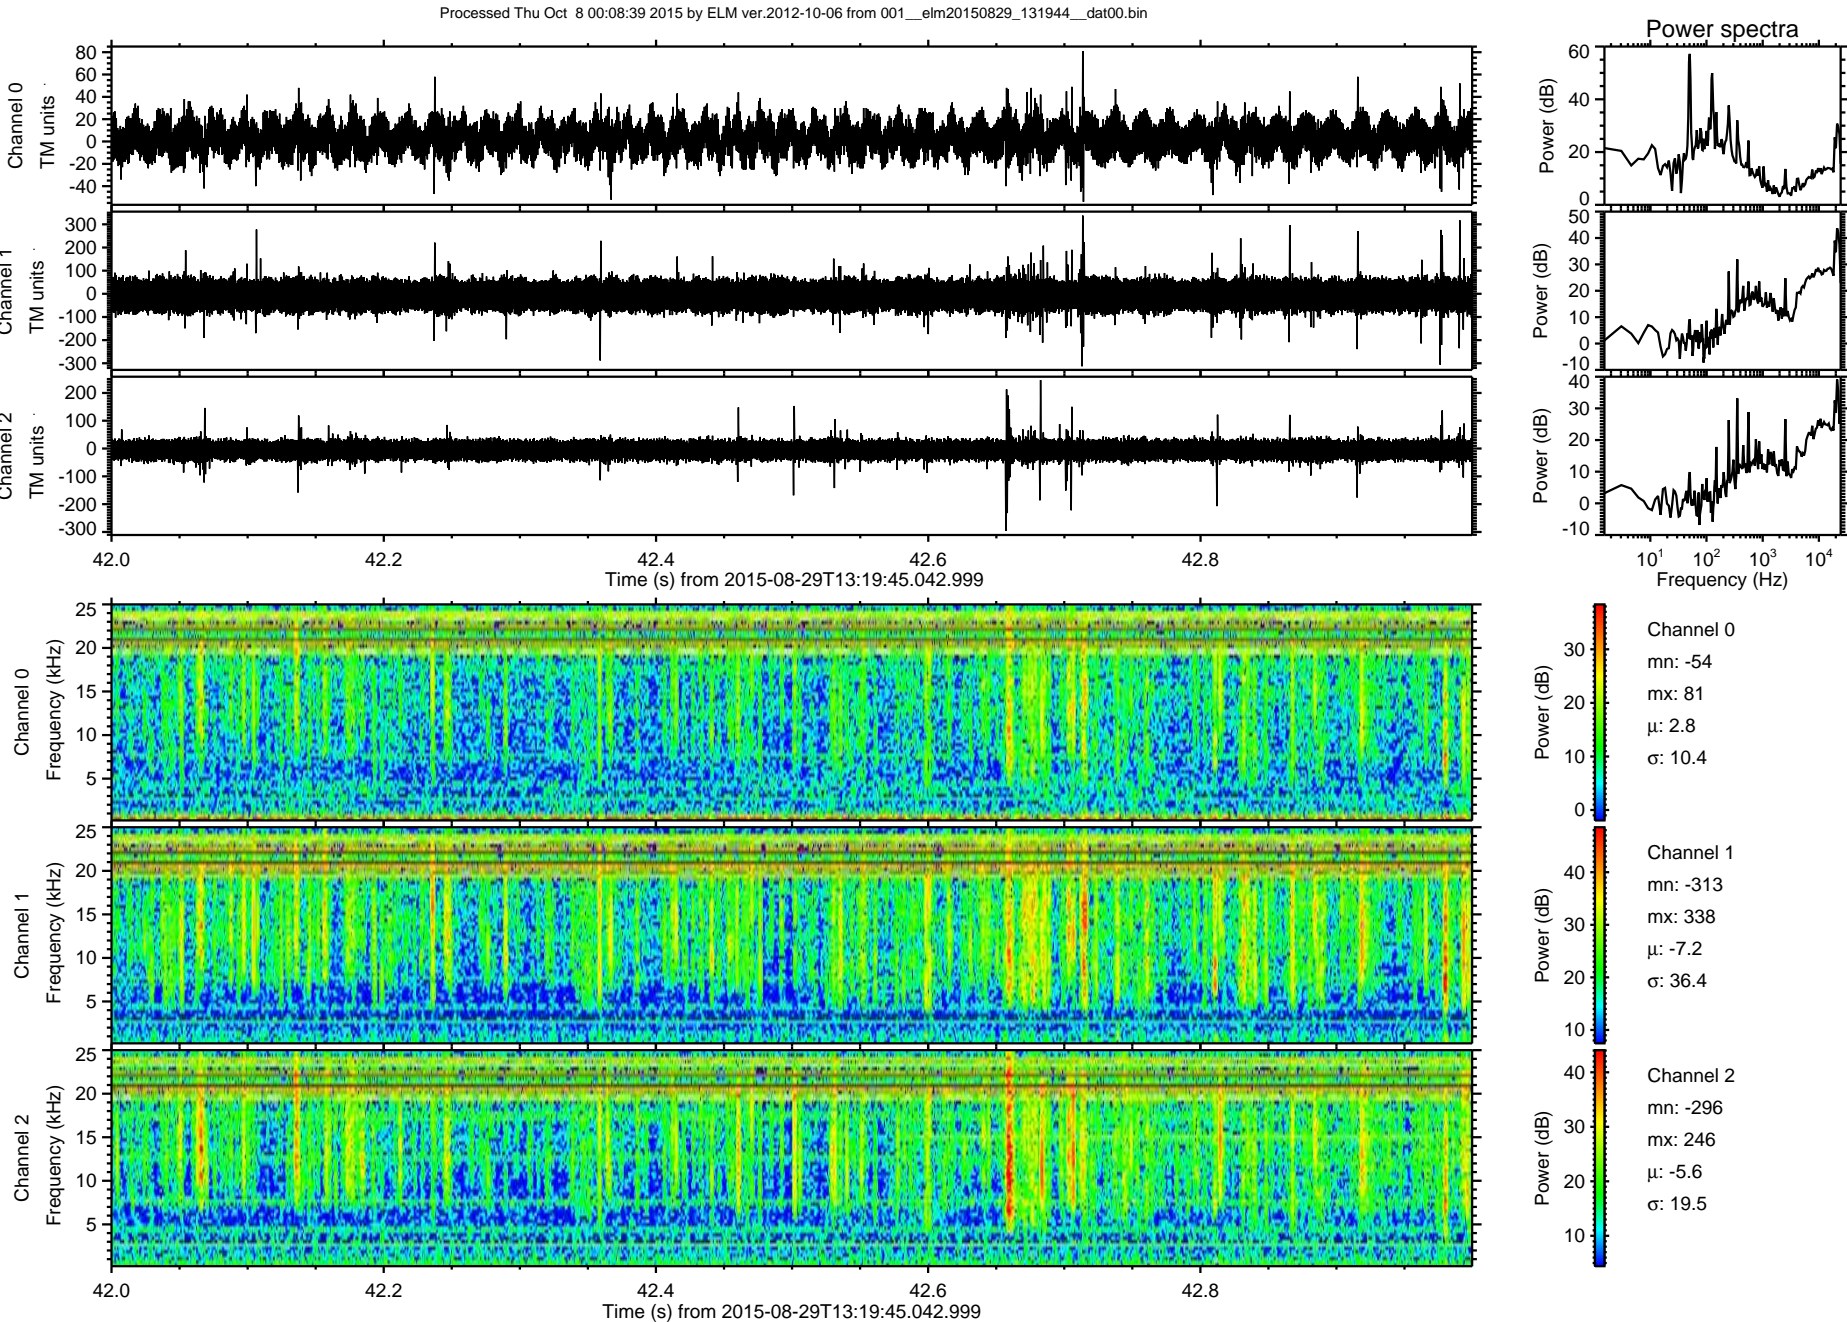 Processed Thu Oct  8 00:08:39 2015 by ELM ver.2012-10-06 from 001__elm20150829_131944__dat00.bin
Power spectra
Channel 0
TM units
80
60
40
20
0
-20
-40
Power (dB)
60
40
20
0
Channel 1
TM units
300
200
100
0
-100
-200
-300
Power (dB)
50
40
30
20
10
0
-10
Channel 2
TM units
200
100
0
-100
-200
-300
Power (dB)
40
30
20
10
0
-10
42.0 42.2 42.4 42.6 42.8
Time (s) from 2015-08-29T13:19:45.042.999
10¹ 10² 10³ 10⁴
Frequency (Hz)
Channel 0
Frequency (kHz)
25
20
15
10
5
Power (dB)
30
20
10
0
Channel 0
mn: -54
mx: 81
μ: 2.8
σ: 10.4
Channel 1
Frequency (kHz)
25
20
15
10
5
Power (dB)
40
30
20
10
Channel 1
mn: -313
mx: 338
μ: -7.2
σ: 36.4
Channel 2
Frequency (kHz)
25
20
15
10
5
Power (dB)
40
30
20
10
Channel 2
mn: -296
mx: 246
μ: -5.6
σ: 19.5
42.0 42.2 42.4 42.6 42.8
Time (s) from 2015-08-29T13:19:45.042.999